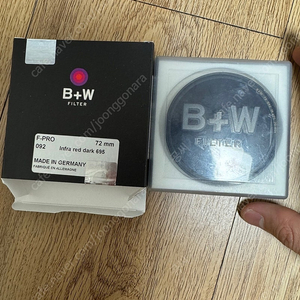 B+W
FILTER
F-PRO 72 mm
092 Infra red dark 695
MADE IN GERMANY
FABRIQUÉ EN ALLEMAGNE
B+W
FILTER